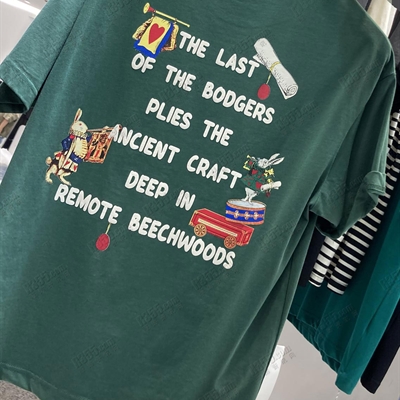 THE LAST
OF THE BODGERS
PLIES THE
ANCIENT CRAFT
DEEP IN
REMOTE BEECHWOODS